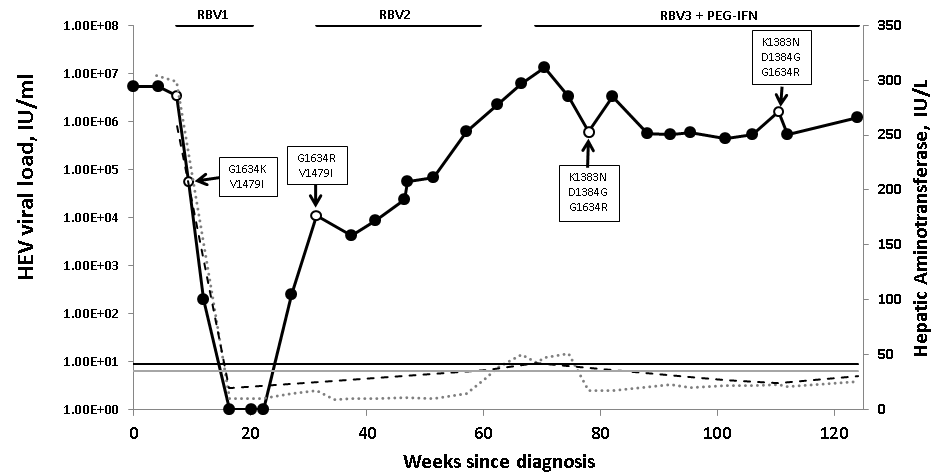 RBV1
RBV2
RBV3 + PEG-IFN
HEV viral load, IU/ml
1.00E+08
1.00E+07
1.00E+06
1.00E+05
1.00E+04
1.00E+03
1.00E+02
1.00E+01
1.00E+00
G1634K
V1479I
G1634R
V1479I
K1383N
D1384G
G1634R
K1383N
D1384G
G1634R
350
300
250
200
150
100
50
0
Hepatic Aminotransferase, IU/L
0
20
40
60
80
100
120
Weeks since diagnosis